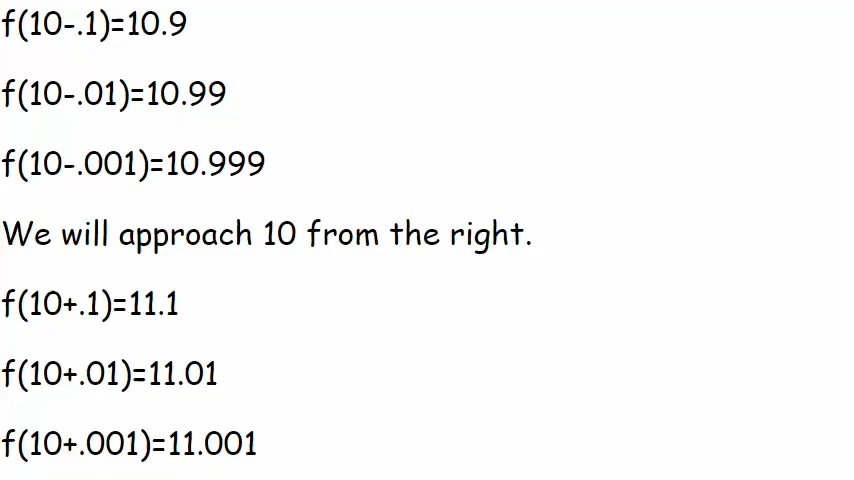 f(10-.1)=10.9
f(10-.01)=10.99
f(10-.001)=10.999
We will approach 10 from the right.
f(10+.1)=11.1
f(10+.01)=11.01
f(10+.001)=11.001